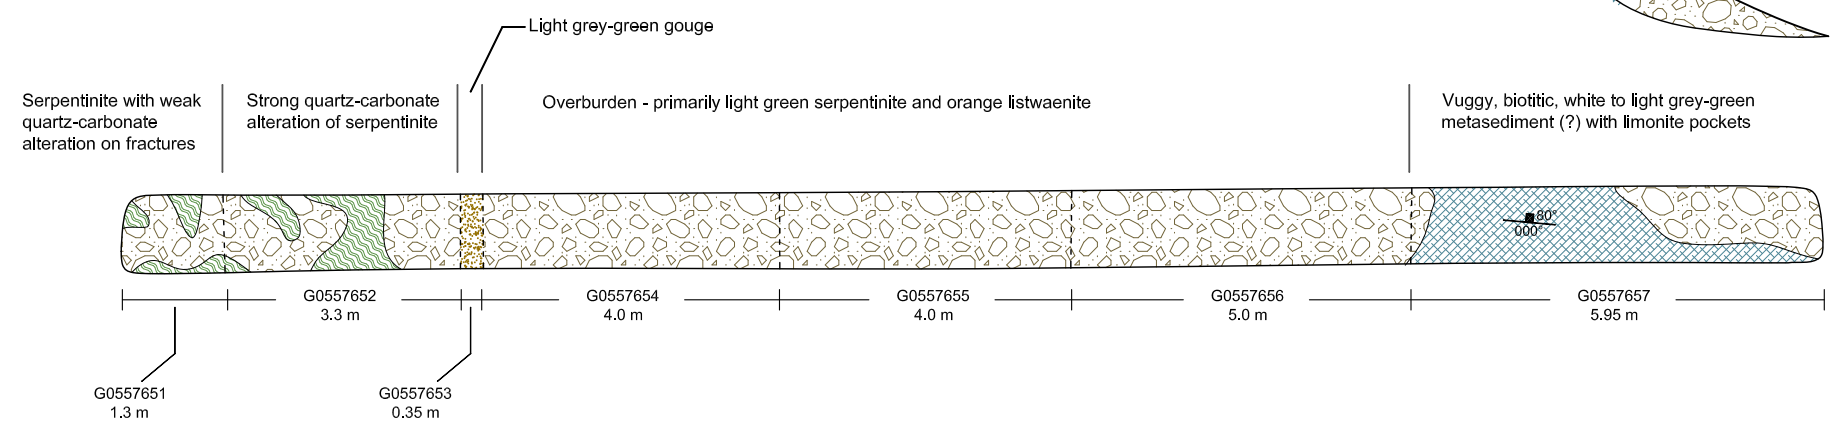 Light grey-green gouge
Serpentinite with weak
quartz-carbonate
alteration on fractures
Strong quartz-carbonate
alteration of serpentinite
Overburden - primarily light green serpentinite and orange listwaenite
Vuggy, biotitic, white to light grey-green
metasediment (?) with limonite pockets
80°
000°
G0557652
3.3 m
G0557654
4.0 m
G0557655
4.0 m
G0557656
5.0 m
G0557657
5.95 m
G0557651
1.3 m
G0557653
0.35 m